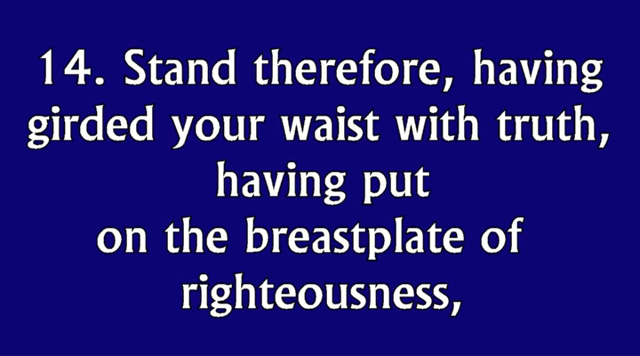 14. Stand therefore, having
girded your waist with truth,
having put
on the breastplate of
righteousness,